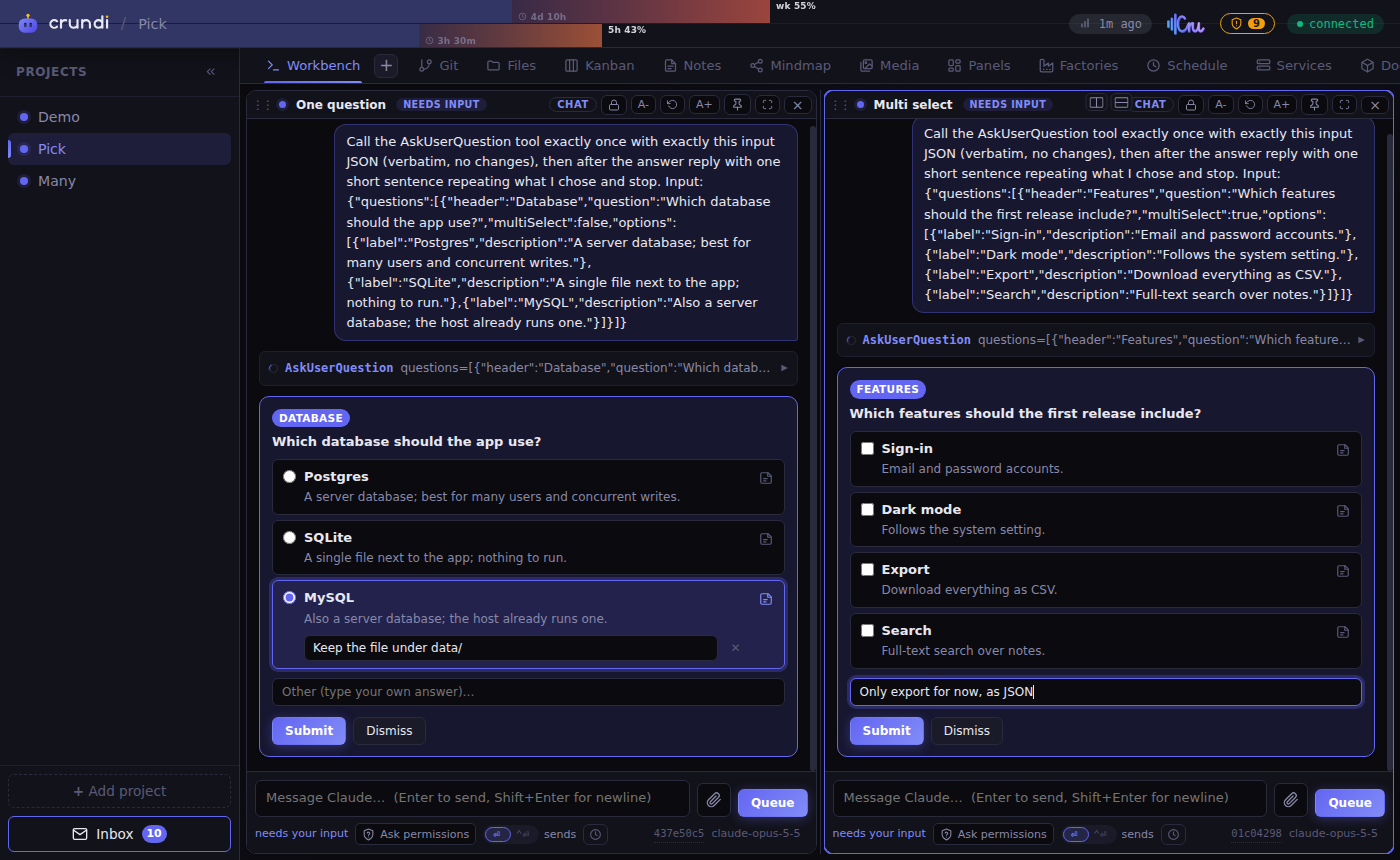 crundi / Pick
4d 10h
wk 55%
3h 30m
5h 43%
1m ago
Cru
9
connected
PROJECTS «
Demo
Pick
Many
+ Add project
Inbox 10
Workbench + Git Files Kanban Notes Mindmap Media Panels Factories Schedule Services Do
One question NEEDS INPUT CHAT A- A+ ×
Call the AskUserQuestion tool exactly once with exactly this input
JSON (verbatim, no changes), then after the answer reply with one
short sentence repeating what I chose and stop. Input:
{"questions":[{"header":"Database","question":"Which database
should the app use?","multiSelect":false,"options":
[{"label":"Postgres","description":"A server database; best for
many users and concurrent writes."},
{"label":"SQLite","description":"A single file next to the app;
nothing to run."},{"label":"MySQL","description":"Also a server
database; the host already runs one."}]}]}
AskUserQuestion questions=[{"header":"Database","question":"Which datab…
DATABASE
Which database should the app use?
Postgres
A server database; best for many users and concurrent writes.
SQLite
A single file next to the app; nothing to run.
MySQL
Also a server database; the host already runs one.
Keep the file under data/ ×
Other (type your own answer)…
Submit Dismiss
Message Claude… (Enter to send, Shift+Enter for newline) Queue
needs your input Ask permissions sends 437e50c5 claude-opus-5-5
Multi select NEEDS INPUT CHAT A- A+ ×
Call the AskUserQuestion tool exactly once with exactly this input
JSON (verbatim, no changes), then after the answer reply with one
short sentence repeating what I chose and stop. Input:
{"questions":[{"header":"Features","question":"Which features
should the first release include?","multiSelect":true,"options":
[{"label":"Sign-in","description":"Email and password accounts."},
{"label":"Dark mode","description":"Follows the system setting."},
{"label":"Export","description":"Download everything as CSV."},
{"label":"Search","description":"Full-text search over notes."}]}]}
AskUserQuestion questions=[{"header":"Features","question":"Which feature…
FEATURES
Which features should the first release include?
Sign-in
Email and password accounts.
Dark mode
Follows the system setting.
Export
Download everything as CSV.
Search
Full-text search over notes.
Only export for now, as JSON
Submit Dismiss
Message Claude… (Enter to send, Shift+Enter for newline) Queue
needs your input Ask permissions sends 01c04298 claude-opus-5-5